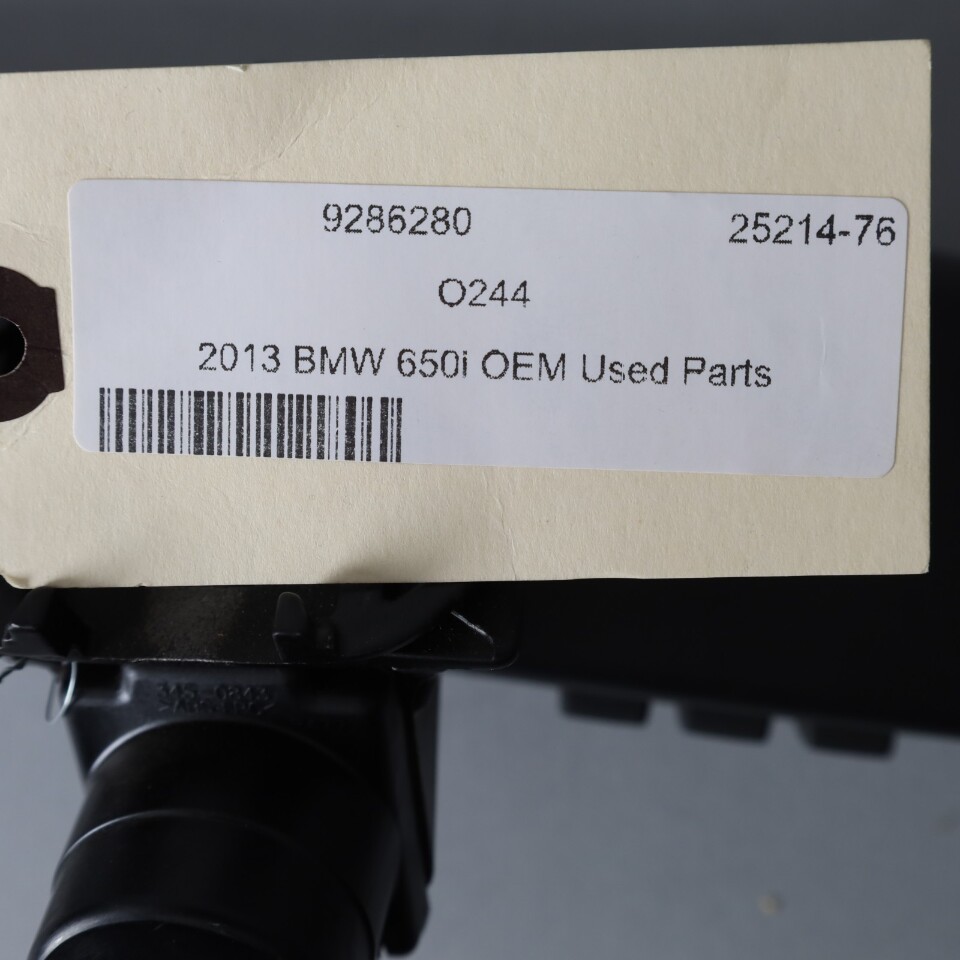 9286280 25214-76
O244
2013 BMW 650i OEM Used Parts